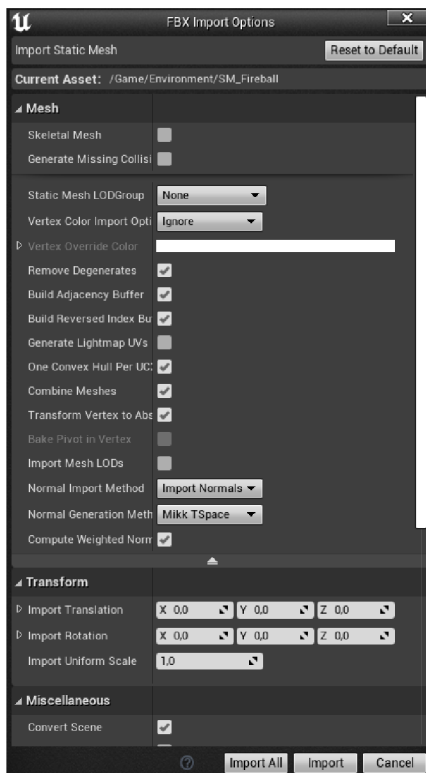 FBX Import Options
Import Static Mesh Reset to Default
Current Asset: /Game/Environment/SM_Fireball
Mesh
Skeletal Mesh
Generate Missing Collisi
Static Mesh LODGroup None
Vertex Color Import Opti Ignore
Vertex Override Color
Remove Degenerates
Build Adjacency Buffer
Build Reversed Index Bu
Generate Lightmap UVs
One Convex Hull Per UC
Combine Meshes
Transform Vertex to Abs
Bake Pivot in Vertex
Import Mesh LODs
Normal Import Method Import Normals
Normal Generation Meth Mikk TSpace
Compute Weighted Norm
Transform
Import Translation X 0,0 Y 0,0 Z 0,0
Import Rotation X 0,0 Y 0,0 Z 0,0
Import Uniform Scale 1,0
Miscellaneous
Convert Scene
Import All Import Cancel